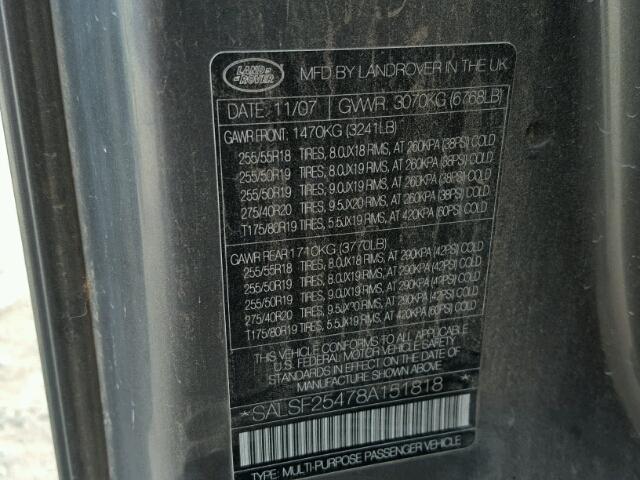 LAND ROVER
MFD BY LANDROVER IN THE UK
DATE: 11/07 GVWR 3070KG (6768LB)
GAWR FRONT: 1470KG (3241LB)
255/55R18 TIRES, 8.0JX18 RIMS, AT 260KPA (38PSI) COLD
255/50R19 TIRES, 8.0JX19 RIMS, AT 260KPA (38PSI) COLD
255/50R19 TIRES, 9.0JX19 RIMS, AT 260KPA (38PSI) COLD
275/40R20 TIRES, 9.5JX20 RIMS, AT 260KPA (38PSI) COLD
T175/80R19 TIRES, 5.5JX19 RIMS, AT 420KPA (60PSI) COLD
GAWR REAR 1710KG (3770LB)
255/55R18 TIRES, 8.0JX18 RIMS, AT 290KPA (42PSI) COLD
255/50R19 TIRES, 8.0JX19 RIMS, AT 290KPA (42PSI) COLD
255/50R19 TIRES, 9.0JX19 RIMS, AT 290KPA (42PSI) COLD
275/40R20 TIRES, 9.5JX20 RIMS, AT 290KPA (42PSI) COLD
T175/80R19 TIRES, 5.5JX19 RIMS, AT 420KPA (60PSI) COLD
THIS VEHICLE CONFORMS TO ALL APPLICABLE
U.S. FEDERAL MOTOR VEHICLE SAFETY
STANDARDS IN EFFECT ON THE DATE OF
MANUFACTURE SHOWN ABOVE.
*SALSF25478A151818*
TYPE: MULTI-PURPOSE PASSENGER VEHICLE